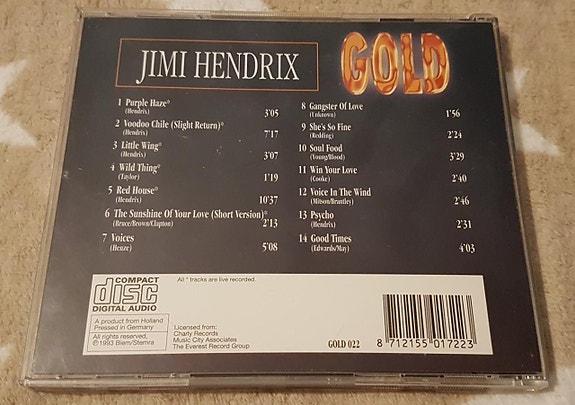 JIMI HENDRIX
GOLD
1 Purple Haze* 3'05
(Hendrix)
2 Voodoo Chile (Slight Return)* 7'17
(Hendrix)
3 Little Wing* 3'07
(Hendrix)
4 Wild Thing* 1'19
(Taylor)
5 Red House* 10'37
(Hendrix)
6 The Sunshine Of Your Love (Short Version)* 2'13
(Bruce/Brown/Clapton)
7 Voices 5'08
(Henze)
8 Gangster Of Love 1'56
(Unknown)
9 She's So Fine 2'24
(Redding)
10 Soul Food 3'29
(Young/Blood)
11 Win Your Love 2'40
(Cooke)
12 Voice In The Wind 2'46
(Mitson/Brantley)
13 Psycho 2'31
(Hendrix)
14 Good Times 4'03
(Edwards/May)
COMPACT
disc
DIGITAL AUDIO
All * tracks are live recorded.
A product from Holland
Pressed in Germany
All rights reserved,
©1993 Biem/Stemra
Licensed from:
Charly Records
Music City Associates
The Everest Record Group
GOLD 022
8 712155 017223